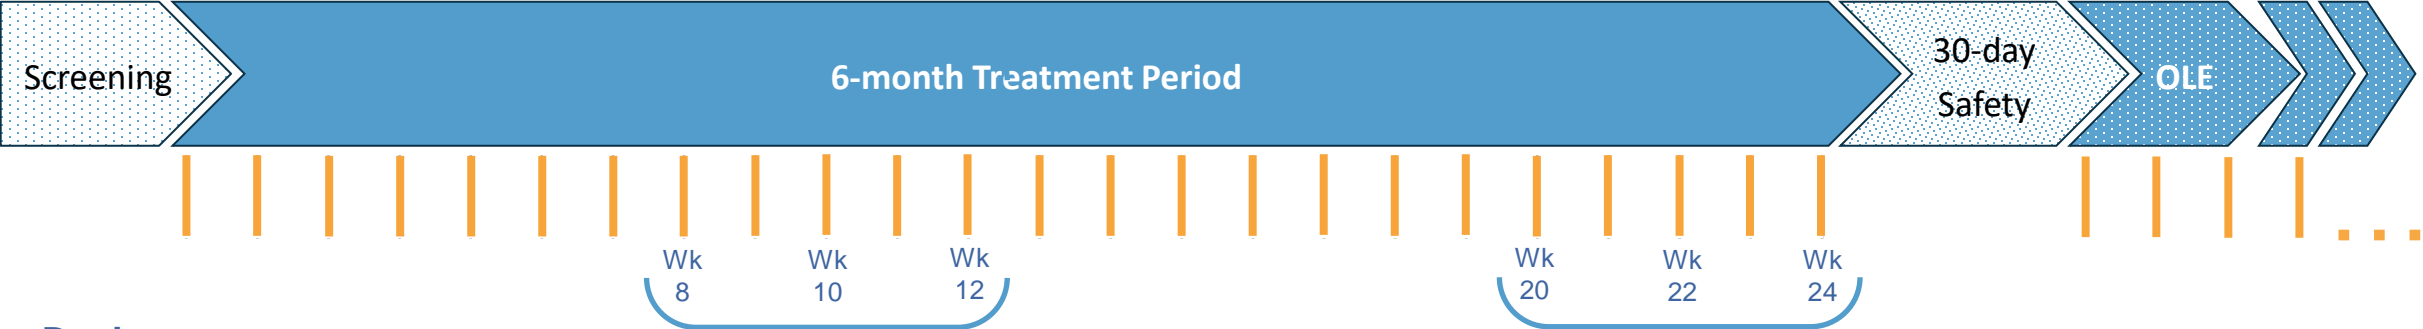 Screening
6-month Treatment Period
30-day
Safety
OLE
Wk
8
Wk
10
Wk
12
Wk
20
Wk
22
Wk
24